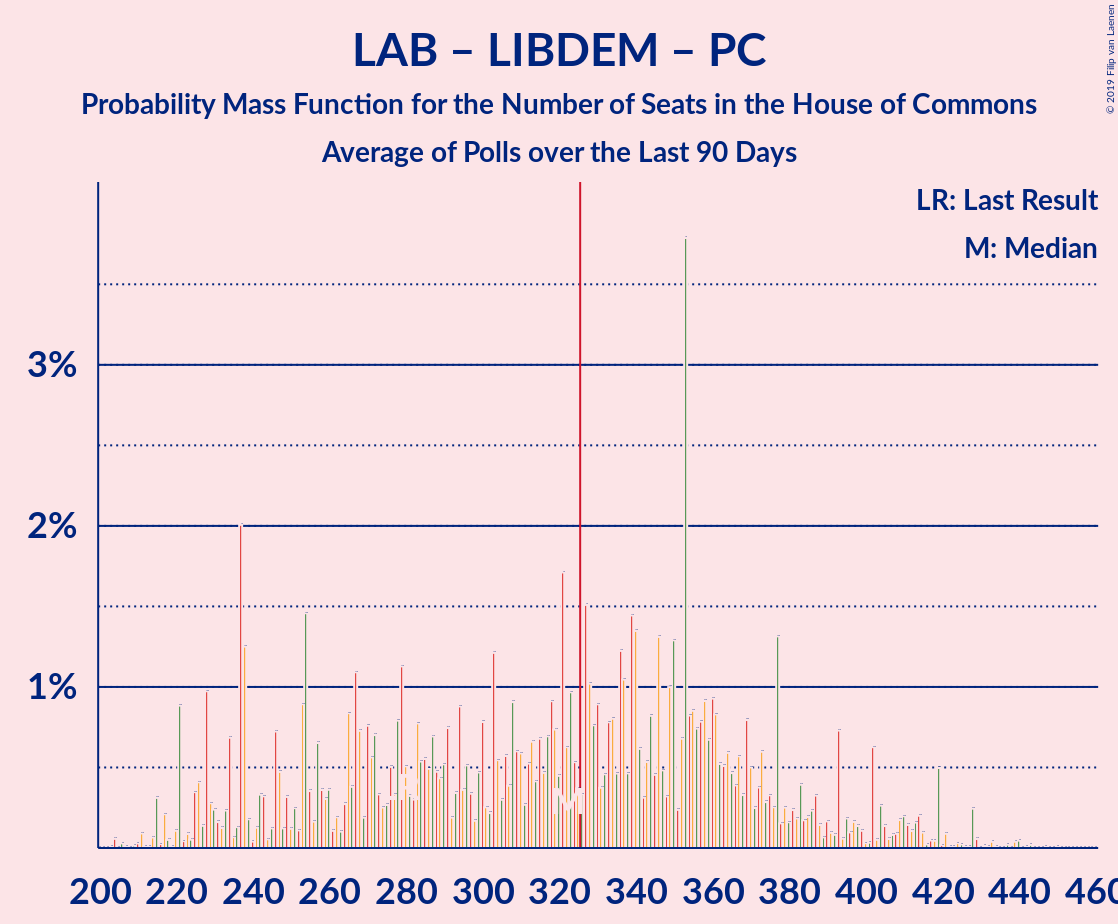 LAB – LIBDEM – PC
Probability Mass Function for the Number of Seats in the House of Commons
Average of Polls over the Last 90 Days
© 2019 Filip van Laenen
LR: Last Result
M: Median
3%
2%
1%
200 220 240 260 280 300 320 340 360 380 400 420 440 460